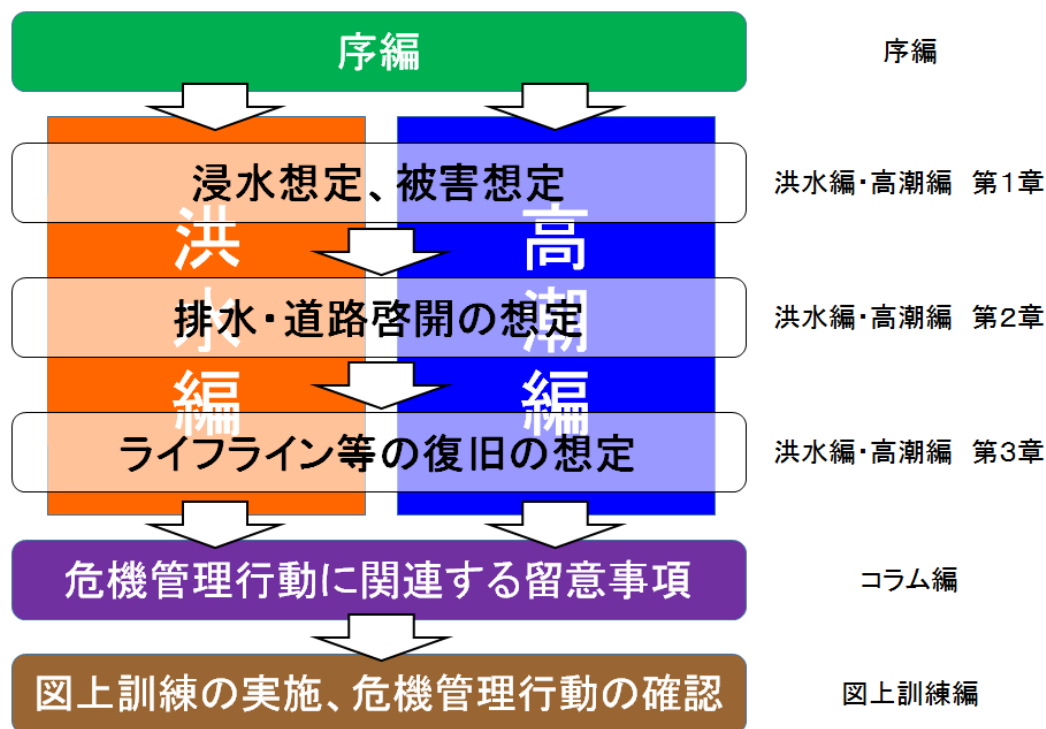 序編
序編
浸水想定、被害想定
洪水編・高潮編 第1章
洪水編
高潮編
排水・道路啓開の想定
洪水編・高潮編 第2章
ライフライン等の復旧の想定
洪水編・高潮編 第3章
危機管理行動に関連する留意事項
コラム編
図上訓練の実施、危機管理行動の確認
図上訓練編